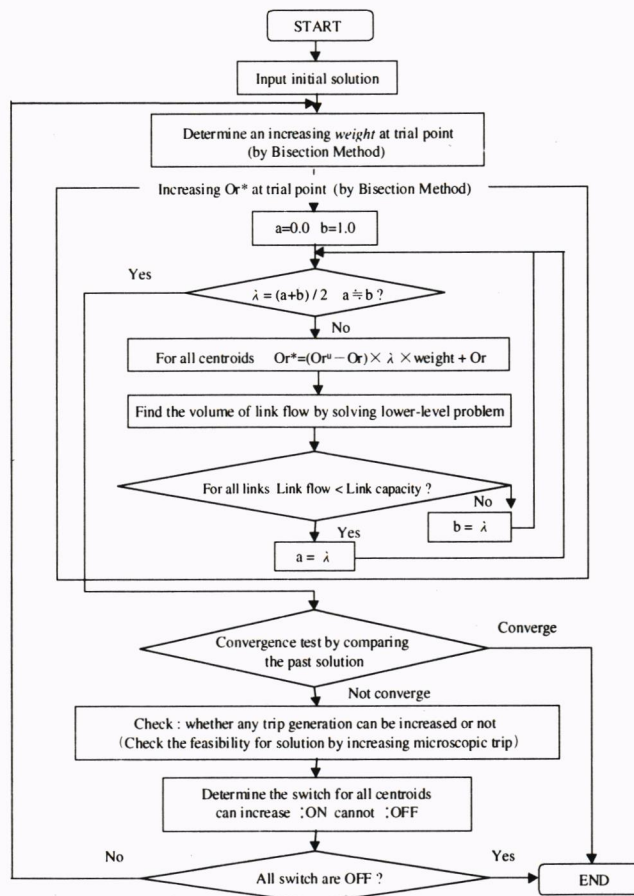 START
Input initial solution
Determine an increasing weight at trial point
(by Bisection Method)
Increasing Or* at trial point (by Bisection Method)
a=0.0 b=1.0
Yes
λ = (a+b) / 2 a≒b ?
No
For all centroids Or*=(Orᵘ－Or)× λ × weight + Or
Find the volume of link flow by solving lower-level problem
For all links Link flow < Link capacity ?
No
b = λ
Yes
a = λ
Convergence test by comparing
the past solution
Converge
Not converge
Check : whether any trip generation can be increased or not
(Check the feasibility for solution by increasing microscopic trip)
Determine the switch for all centroids
can increase :ON cannot :OFF
No
All switch are OFF ?
Yes
END